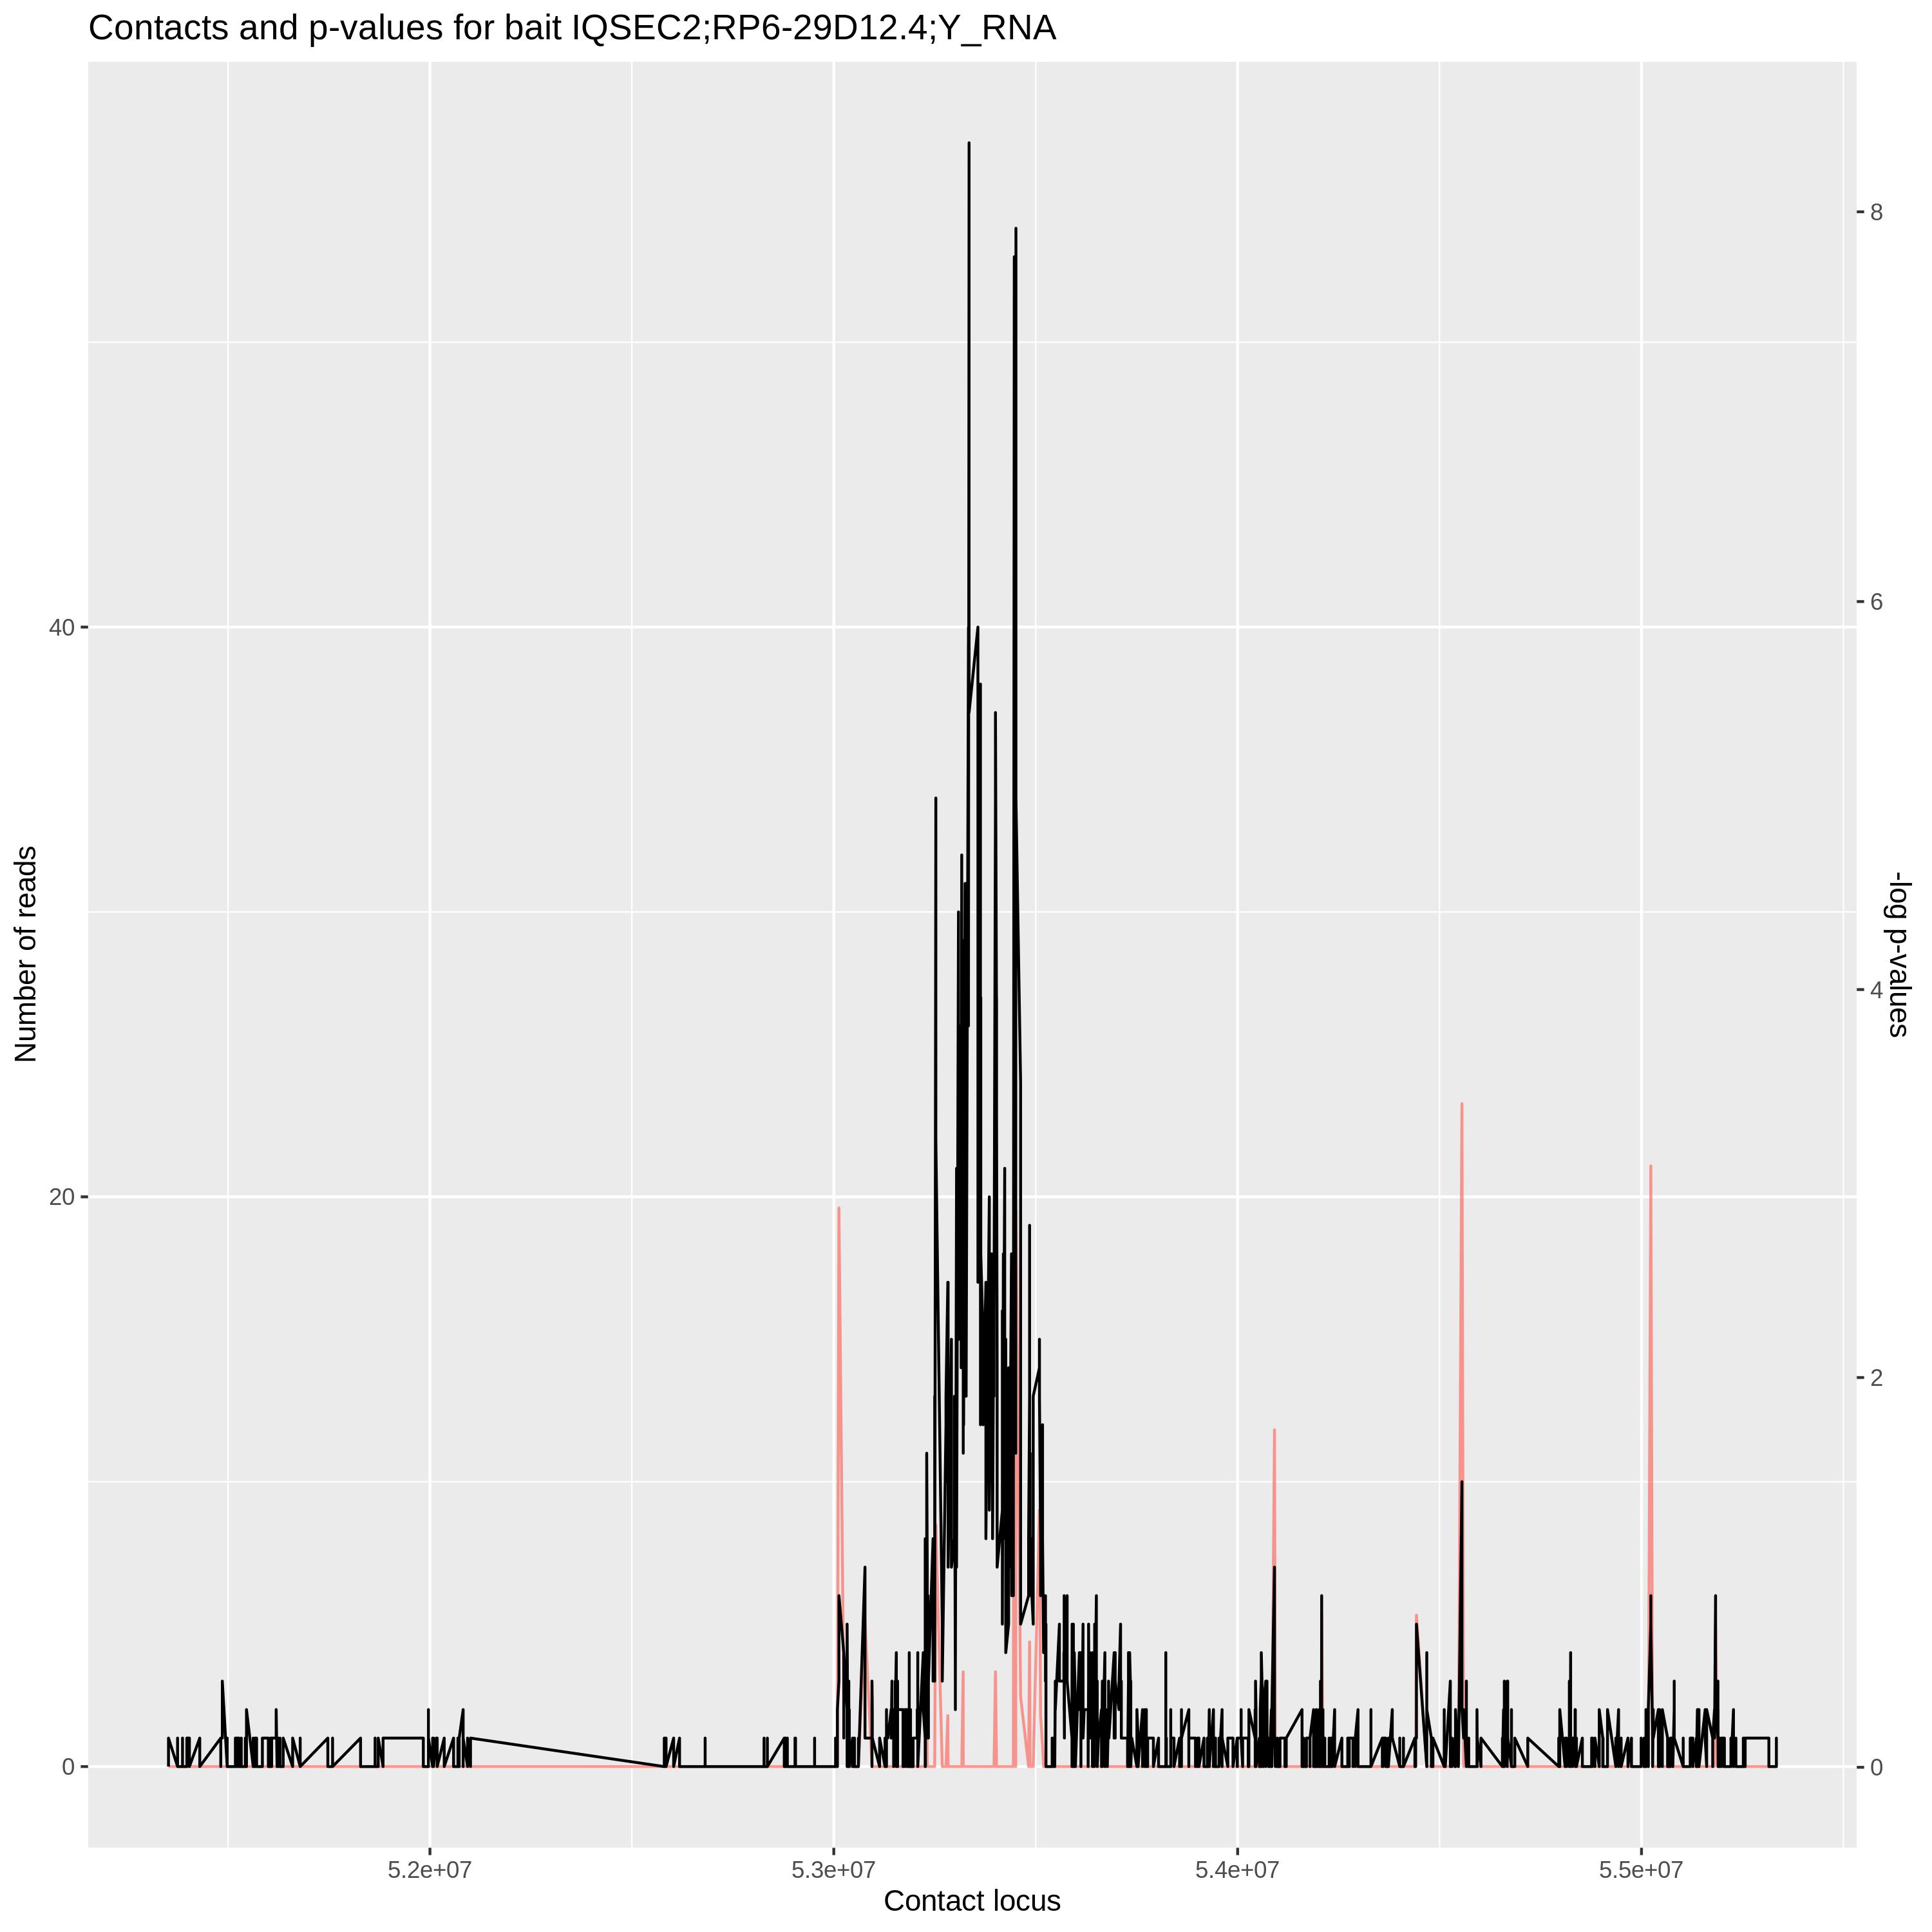 Contacts and p-values for bait IQSEC2;RP6-29D12.4;Y_RNA
8
40
6
Number of reads
-log p-values
4
20
2
0
0
5.2e+07
5.3e+07
5.4e+07
5.5e+07
Contact locus